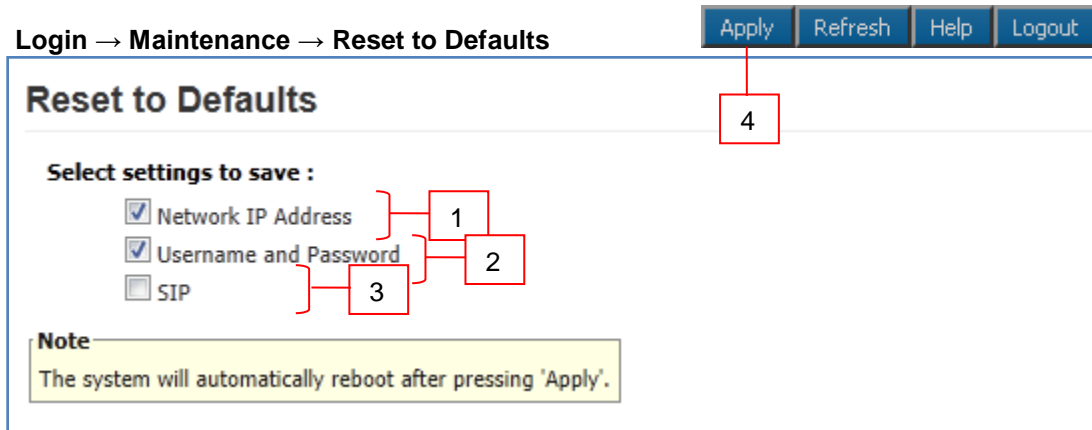 Login → Maintenance → Reset to Defaults
Apply Refresh Help Logout
Reset to Defaults
4
Select settings to save :
Network IP Address
1
Username and Password
2
SIP
3
Note
The system will automatically reboot after pressing 'Apply'.